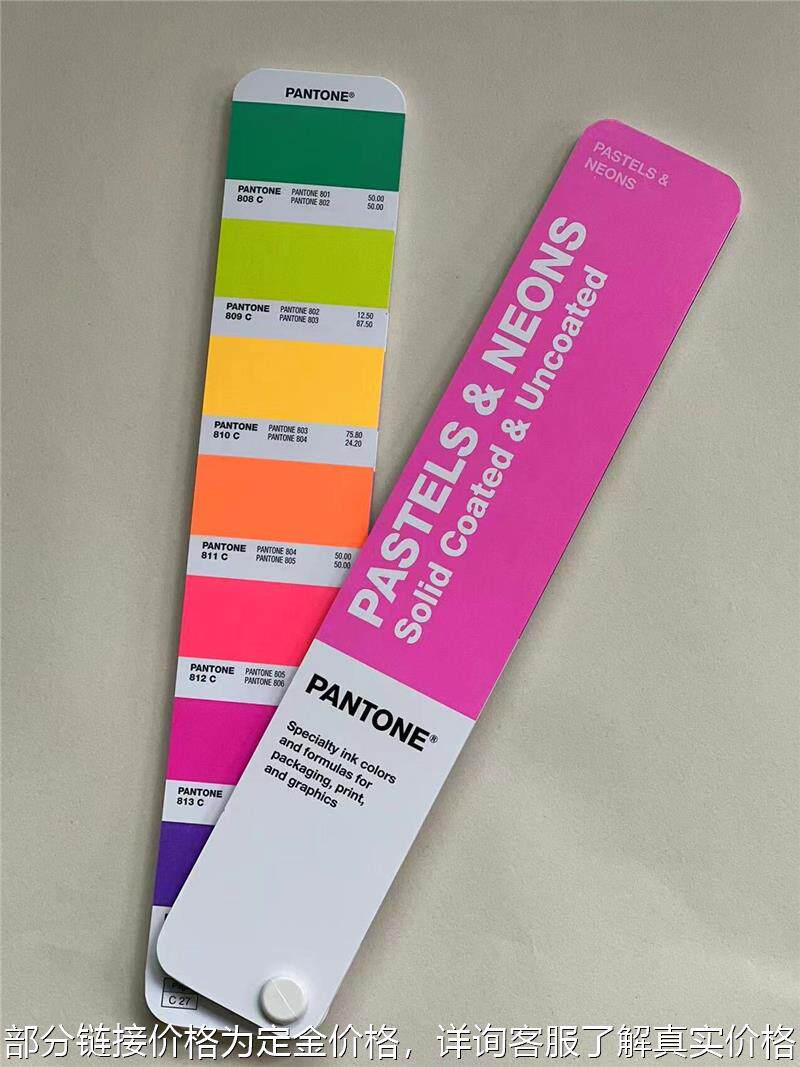 PANTONE®
PANTONE 808 C PANTONE 801 50.00
PANTONE 802 50.00
PANTONE 809 C PANTONE 802 12.50
PANTONE 803 87.50
PANTONE 810 C PANTONE 803 75.80
PANTONE 804 24.20
PANTONE 811 C PANTONE 804 50.00
PANTONE 805 50.00
PANTONE 812 C PANTONE 805
PANTONE 806
PANTONE
813 C
C 27
PASTELS &
NEONS
PASTELS & NEONS
Solid Coated & Uncoated
PANTONE®
Specialty ink colors
and formulas for
packaging, print,
and graphics
部分链接价格为定金价格，详询客服了解真实价格